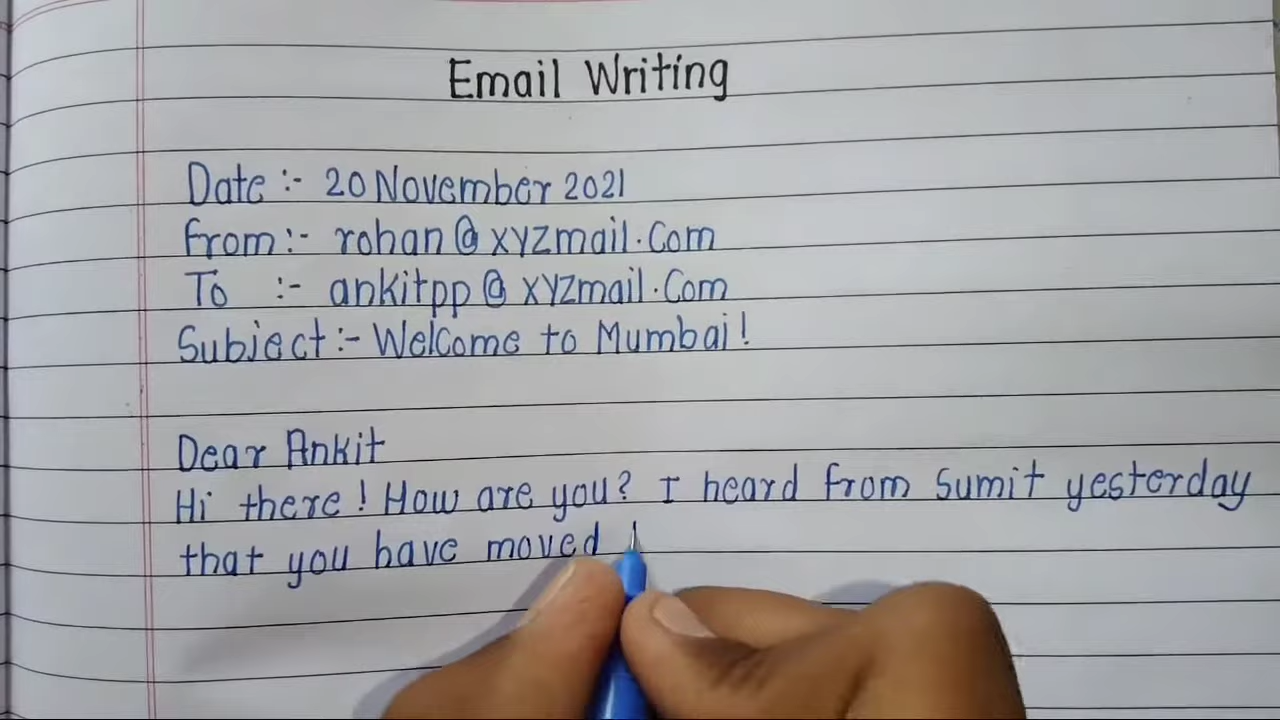 Email Writing
Date :- 20 November 2021
From :- rohan@xyzmail.Com
To :- ankitpp@xyzmail.Com
Subject :- Welcome to Mumbai!
Dear Ankit
Hi there! How are you? I heard from Sumit yesterday
that you have moved